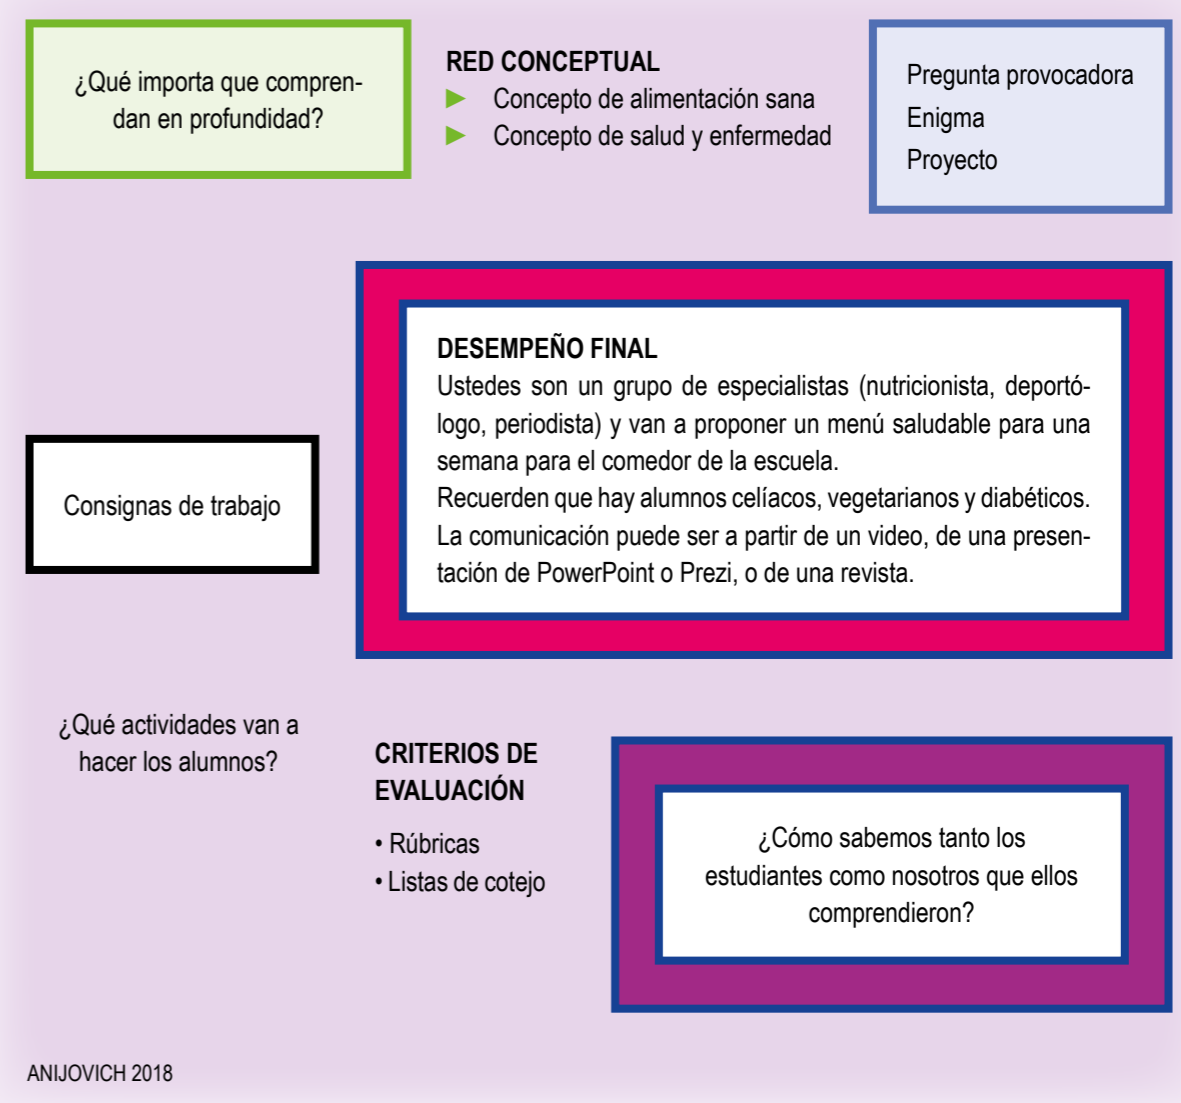 ¿Qué importa que compren-
dan en profundidad?
RED CONCEPTUAL
► Concepto de alimentación sana
► Concepto de salud y enfermedad
Pregunta provocadora
Enigma
Proyecto
DESEMPEÑO FINAL
Ustedes son un grupo de especialistas (nutricionista, deportó-
logo, periodista) y van a proponer un menú saludable para una
semana para el comedor de la escuela.
Recuerden que hay alumnos celíacos, vegetarianos y diabéticos.
La comunicación puede ser a partir de un video, de una presen-
tación de PowerPoint o Prezi, o de una revista.
Consignas de trabajo
¿Qué actividades van a
hacer los alumnos?
CRITERIOS DE
EVALUACIÓN
• Rúbricas
• Listas de cotejo
¿Cómo sabemos tanto los
estudiantes como nosotros que ellos
comprendieron?
ANIJOVICH 2018